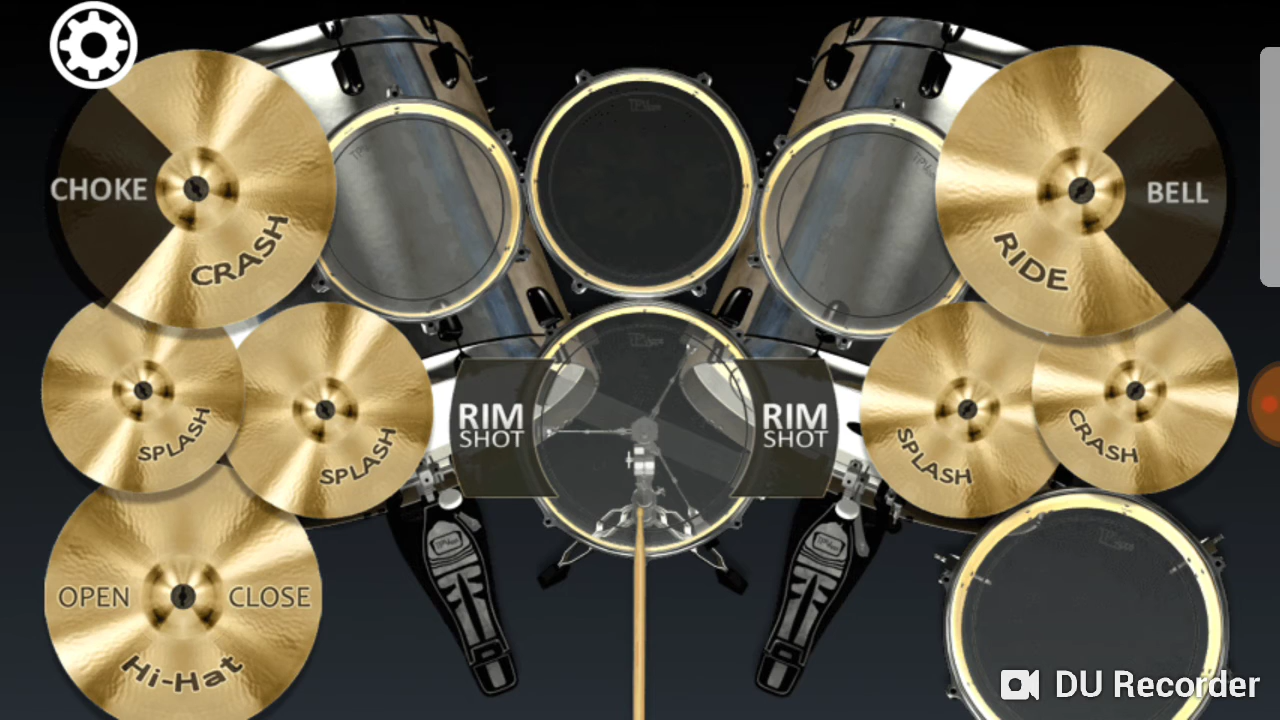 CHOKE
CRASH
BELL
RIDE
SPLASH
SPLASH
RIM
SHOT
RIM
SHOT
SPLASH
CRASH
OPEN
CLOSE
Hi-Hat
DU Recorder